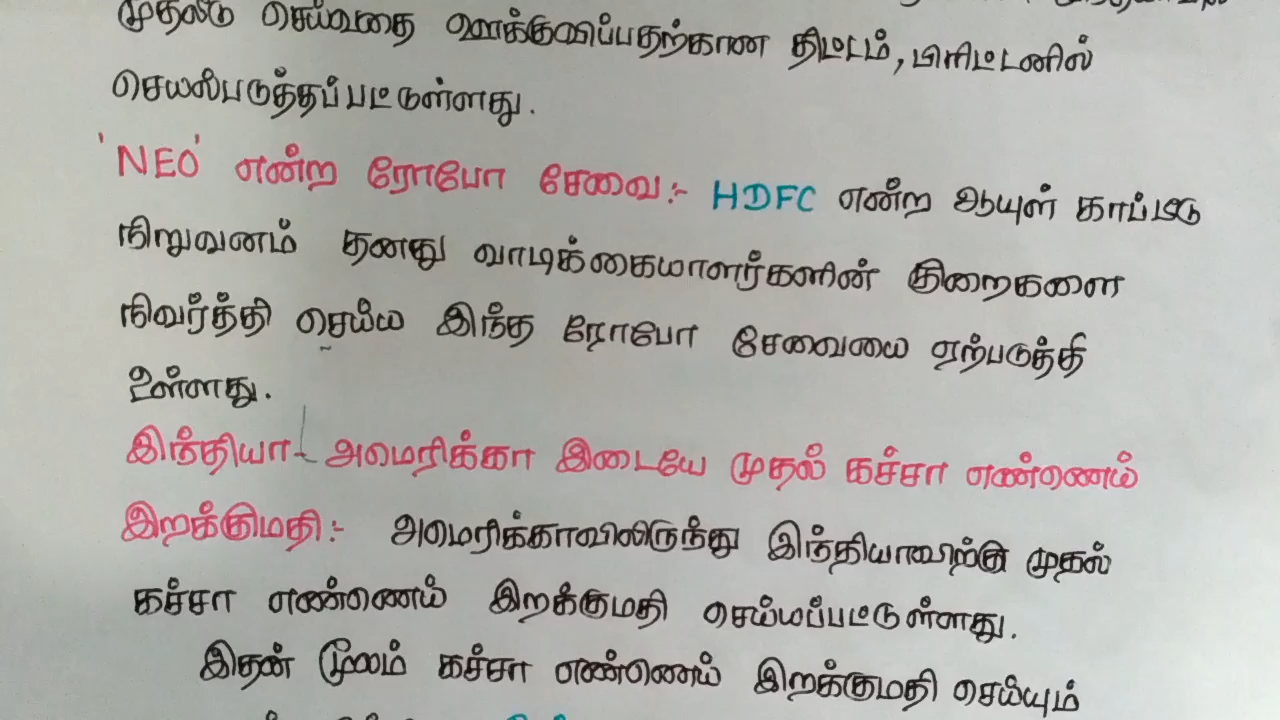 முதலீடு செய்வதை ஊக்குவிப்பதற்கான திட்டம், பிரிட்டனில்
செயல்படுத்தப்பட்டுள்ளது.
'NEO' என்ற ரோபோ சேவை:- HDFC என்ற ஆயுள் காப்பீடு
நிறுவனம் தனது வாடிக்கையாளர்களின் குறைகளை
நிவர்த்தி செய்ய இந்த ரோபோ சேவையை ஏற்படுத்தி
உள்ளது.
இந்தியா - அமெரிக்கா இடையே முதல் கச்சா எண்ணெய்
இறக்குமதி:- அமெரிக்காவிலிருந்து இந்தியாவிற்கு முதல்
கச்சா எண்ணெய் இறக்குமதி செய்யப்பட்டுள்ளது.
இதன் மூலம் கச்சா எண்ணெய் இறக்குமதி செய்யும்